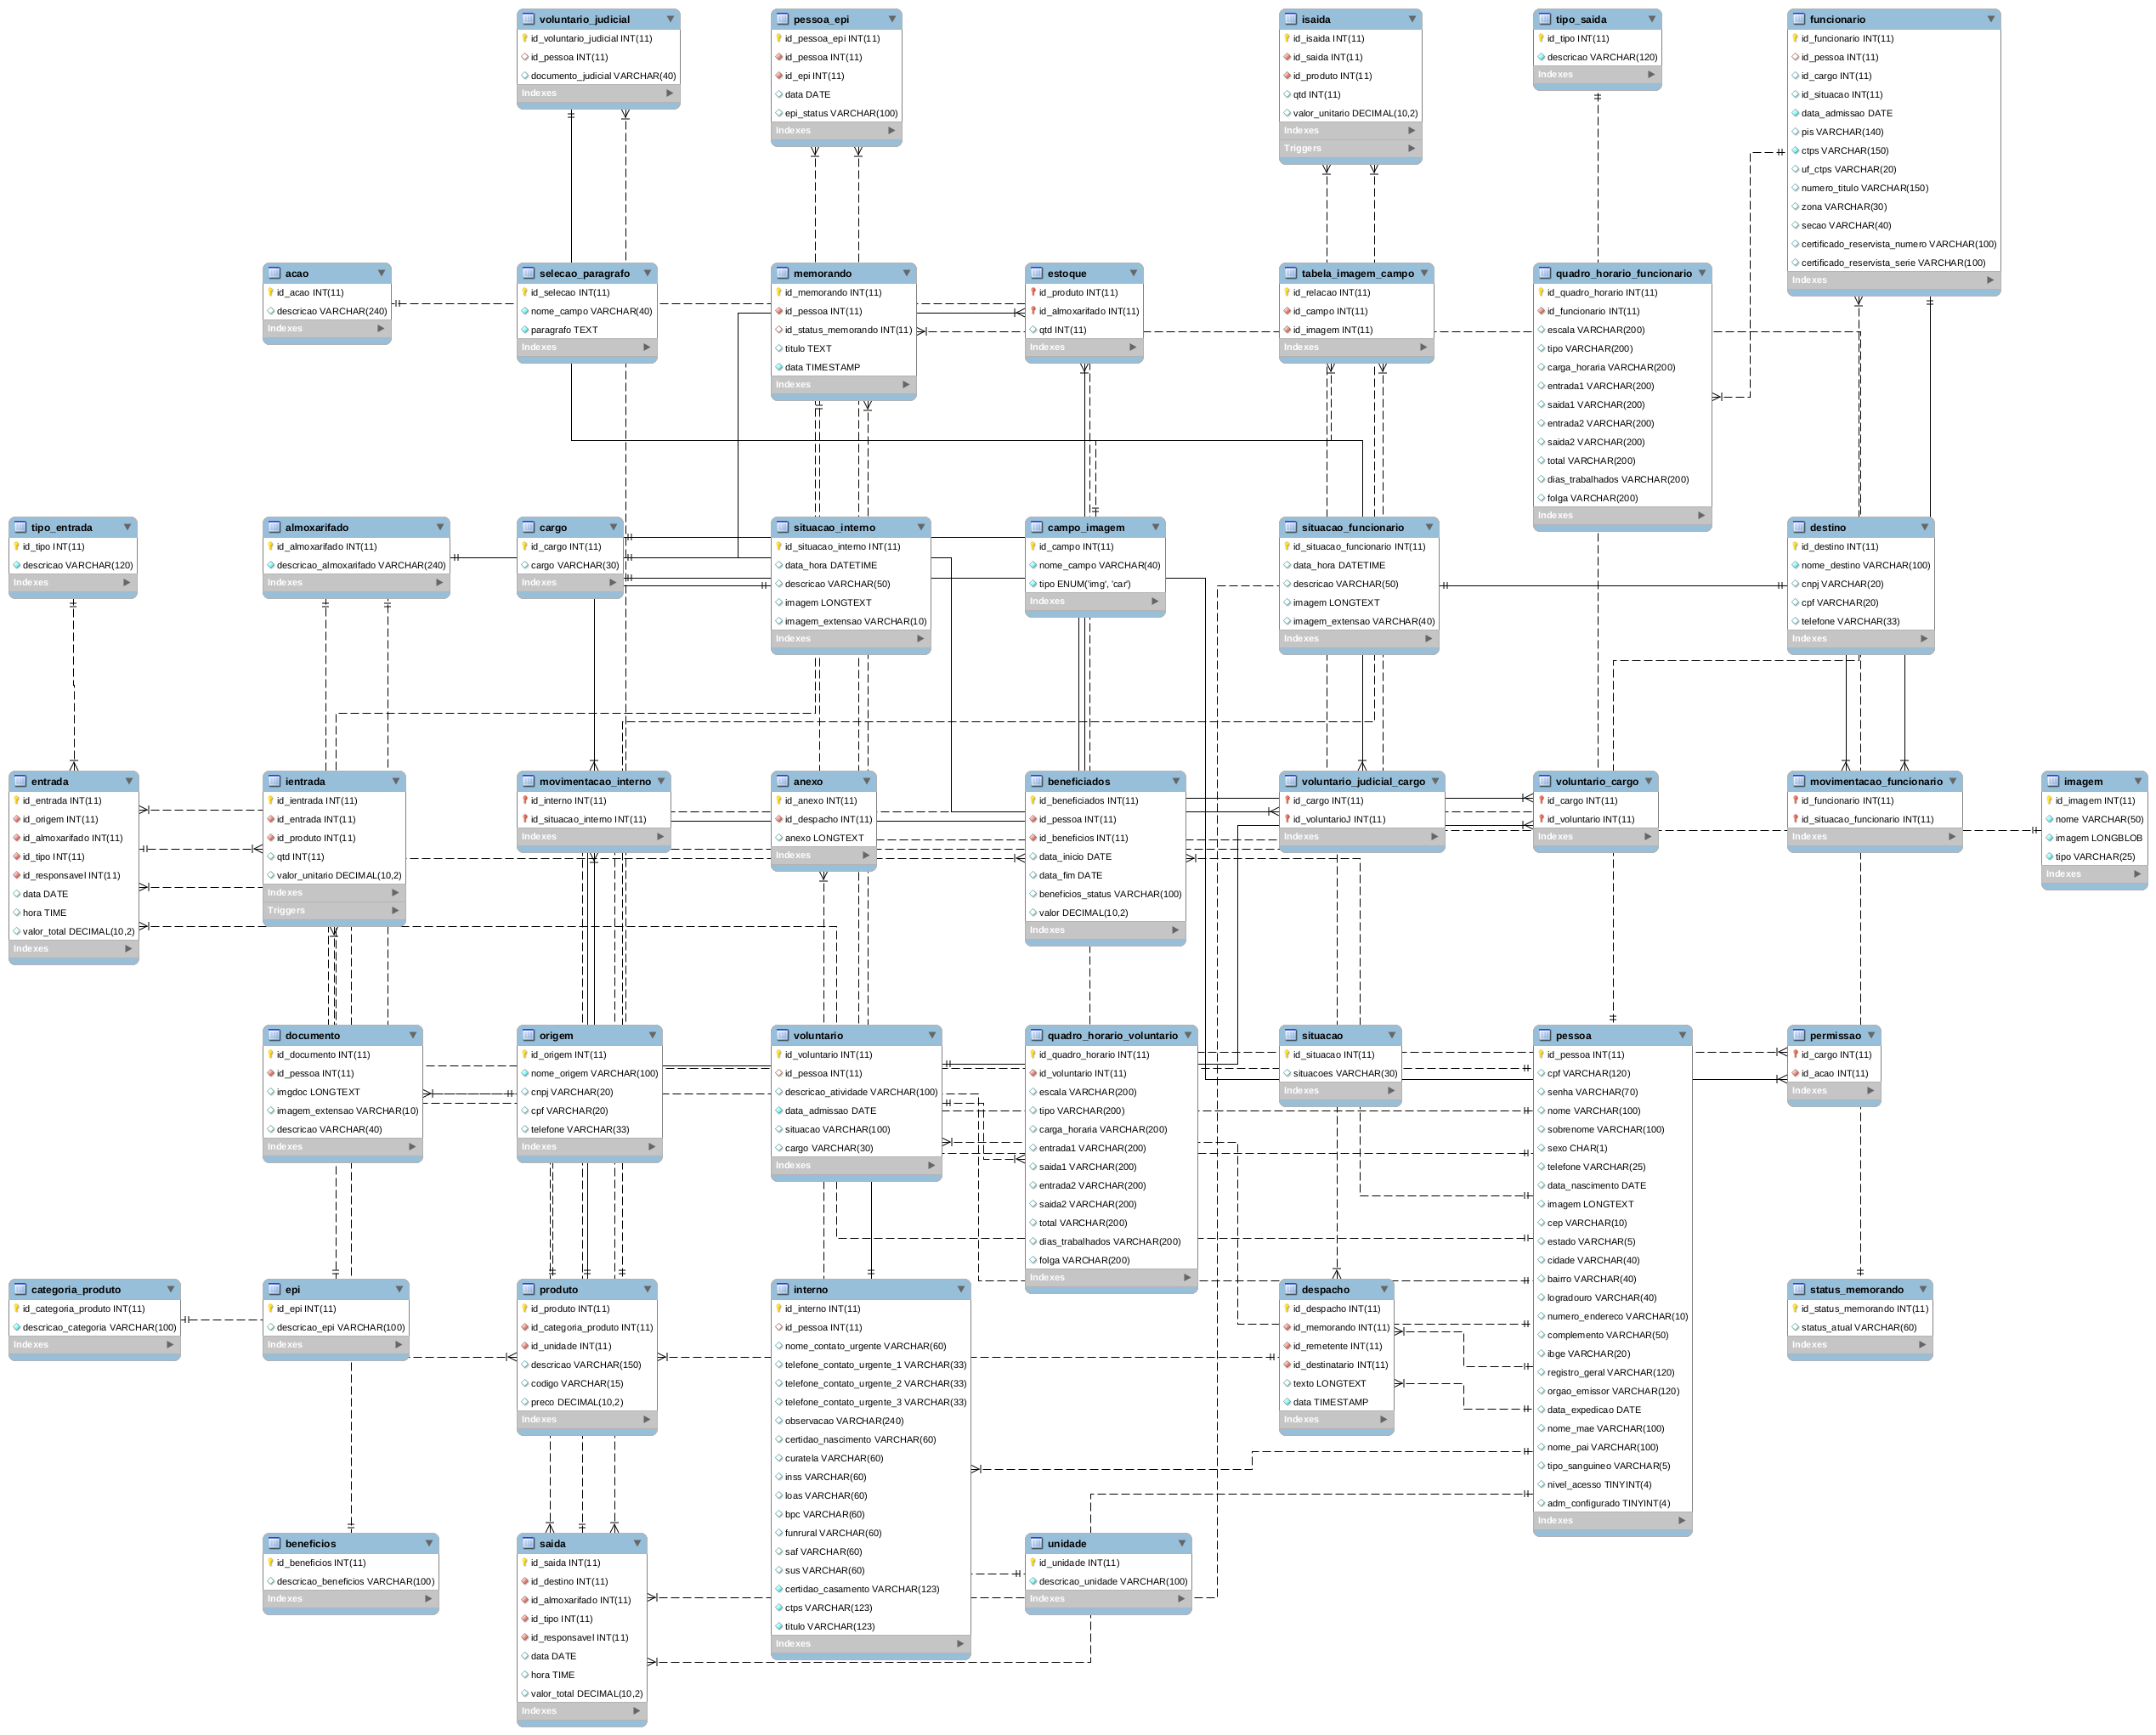 voluntario_judicial
id_voluntario_judicial INT(11)
id_pessoa INT(11)
documento_judicial VARCHAR(40)
Indexes
pessoa_epi
id_pessoa_epi INT(11)
id_pessoa INT(11)
id_epi INT(11)
data DATE
epi_status VARCHAR(100)
Indexes
isaida
id_isaida INT(11)
id_saida INT(11)
id_produto INT(11)
qtd INT(11)
valor_unitario DECIMAL(10,2)
Indexes
Triggers
tipo_saida
id_tipo INT(11)
descricao VARCHAR(120)
Indexes
funcionario
id_funcionario INT(11)
id_pessoa INT(11)
id_cargo INT(11)
id_situacao INT(11)
data_admissao DATE
pis VARCHAR(140)
ctps VARCHAR(150)
uf_ctps VARCHAR(20)
numero_titulo VARCHAR(150)
zona VARCHAR(30)
secao VARCHAR(40)
certificado_reservista_numero VARCHAR(100)
certificado_reservista_serie VARCHAR(100)
Indexes
acao
id_acao INT(11)
descricao VARCHAR(240)
Indexes
selecao_paragrafo
id_selecao INT(11)
nome_campo VARCHAR(40)
paragrafo TEXT
Indexes
memorando
id_memorando INT(11)
id_pessoa INT(11)
id_status_memorando INT(11)
titulo TEXT
data TIMESTAMP
Indexes
estoque
id_produto INT(11)
id_almoxarifado INT(11)
qtd INT(11)
Indexes
tabela_imagem_campo
id_relacao INT(11)
id_campo INT(11)
id_imagem INT(11)
Indexes
quadro_horario_funcionario
id_quadro_horario INT(11)
id_funcionario INT(11)
escala VARCHAR(200)
tipo VARCHAR(200)
carga_horaria VARCHAR(200)
entrada1 VARCHAR(200)
saida1 VARCHAR(200)
entrada2 VARCHAR(200)
saida2 VARCHAR(200)
total VARCHAR(200)
dias_trabalhados VARCHAR(200)
folga VARCHAR(200)
Indexes
tipo_entrada
id_tipo INT(11)
descricao VARCHAR(120)
Indexes
almoxarifado
id_almoxarifado INT(11)
descricao_almoxarifado VARCHAR(240)
Indexes
cargo
id_cargo INT(11)
cargo VARCHAR(30)
Indexes
situacao_interno
id_situacao_interno INT(11)
data_hora DATETIME
descricao VARCHAR(50)
imagem LONGTEXT
imagem_extensao VARCHAR(10)
Indexes
campo_imagem
id_campo INT(11)
nome_campo VARCHAR(40)
tipo ENUM('img', 'car')
Indexes
situacao_funcionario
id_situacao_funcionario INT(11)
data_hora DATETIME
descricao VARCHAR(50)
imagem LONGTEXT
imagem_extensao VARCHAR(40)
Indexes
destino
id_destino INT(11)
nome_destino VARCHAR(100)
cnpj VARCHAR(20)
cpf VARCHAR(20)
telefone VARCHAR(33)
Indexes
entrada
id_entrada INT(11)
id_origem INT(11)
id_almoxarifado INT(11)
id_tipo INT(11)
id_responsavel INT(11)
data DATE
hora TIME
valor_total DECIMAL(10,2)
Indexes
ientrada
id_ientrada INT(11)
id_entrada INT(11)
id_produto INT(11)
qtd INT(11)
valor_unitario DECIMAL(10,2)
Indexes
Triggers
movimentacao_interno
id_interno INT(11)
id_situacao_interno INT(11)
Indexes
anexo
id_anexo INT(11)
id_despacho INT(11)
anexo LONGTEXT
Indexes
beneficiados
id_beneficiados INT(11)
id_pessoa INT(11)
id_beneficios INT(11)
data_inicio DATE
data_fim DATE
beneficios_status VARCHAR(100)
valor DECIMAL(10,2)
Indexes
voluntario_judicial_cargo
id_cargo INT(11)
id_voluntarioJ INT(11)
Indexes
voluntario_cargo
id_cargo INT(11)
id_voluntario INT(11)
Indexes
movimentacao_funcionario
id_funcionario INT(11)
id_situacao_funcionario INT(11)
Indexes
imagem
id_imagem INT(11)
nome VARCHAR(50)
imagem LONGBLOB
tipo VARCHAR(25)
Indexes
documento
id_documento INT(11)
id_pessoa INT(11)
imgdoc LONGTEXT
imagem_extensao VARCHAR(10)
descricao VARCHAR(40)
Indexes
origem
id_origem INT(11)
nome_origem VARCHAR(100)
cnpj VARCHAR(20)
cpf VARCHAR(20)
telefone VARCHAR(33)
Indexes
voluntario
id_voluntario INT(11)
id_pessoa INT(11)
descricao_atividade VARCHAR(100)
data_admissao DATE
situacao VARCHAR(100)
cargo VARCHAR(30)
Indexes
quadro_horario_voluntario
id_quadro_horario INT(11)
id_voluntario INT(11)
escala VARCHAR(200)
tipo VARCHAR(200)
carga_horaria VARCHAR(200)
entrada1 VARCHAR(200)
saida1 VARCHAR(200)
entrada2 VARCHAR(200)
saida2 VARCHAR(200)
total VARCHAR(200)
dias_trabalhados VARCHAR(200)
folga VARCHAR(200)
Indexes
situacao
id_situacao INT(11)
situacoes VARCHAR(30)
Indexes
pessoa
id_pessoa INT(11)
cpf VARCHAR(120)
senha VARCHAR(70)
nome VARCHAR(100)
sobrenome VARCHAR(100)
sexo CHAR(1)
telefone VARCHAR(25)
data_nascimento DATE
imagem LONGTEXT
cep VARCHAR(10)
estado VARCHAR(5)
cidade VARCHAR(40)
bairro VARCHAR(40)
logradouro VARCHAR(40)
numero_endereco VARCHAR(10)
complemento VARCHAR(50)
ibge VARCHAR(20)
registro_geral VARCHAR(120)
orgao_emissor VARCHAR(120)
data_expedicao DATE
nome_mae VARCHAR(100)
nome_pai VARCHAR(100)
tipo_sanguineo VARCHAR(5)
nivel_acesso TINYINT(4)
adm_configurado TINYINT(4)
Indexes
permissao
id_cargo INT(11)
id_acao INT(11)
Indexes
categoria_produto
id_categoria_produto INT(11)
descricao_categoria VARCHAR(100)
Indexes
epi
id_epi INT(11)
descricao_epi VARCHAR(100)
Indexes
produto
id_produto INT(11)
id_categoria_produto INT(11)
id_unidade INT(11)
descricao VARCHAR(150)
codigo VARCHAR(15)
preco DECIMAL(10,2)
Indexes
interno
id_interno INT(11)
id_pessoa INT(11)
nome_contato_urgente VARCHAR(60)
telefone_contato_urgente_1 VARCHAR(33)
telefone_contato_urgente_2 VARCHAR(33)
telefone_contato_urgente_3 VARCHAR(33)
observacao VARCHAR(240)
certidao_nascimento VARCHAR(60)
curatela VARCHAR(60)
inss VARCHAR(60)
loas VARCHAR(60)
bpc VARCHAR(60)
funrural VARCHAR(60)
saf VARCHAR(60)
sus VARCHAR(60)
certidao_casamento VARCHAR(123)
ctps VARCHAR(123)
titulo VARCHAR(123)
Indexes
despacho
id_despacho INT(11)
id_memorando INT(11)
id_remetente INT(11)
id_destinatario INT(11)
texto LONGTEXT
data TIMESTAMP
Indexes
status_memorando
id_status_memorando INT(11)
status_atual VARCHAR(60)
Indexes
beneficios
id_beneficios INT(11)
descricao_beneficios VARCHAR(100)
Indexes
saida
id_saida INT(11)
id_destino INT(11)
id_almoxarifado INT(11)
id_tipo INT(11)
id_responsavel INT(11)
data DATE
hora TIME
valor_total DECIMAL(10,2)
Indexes
unidade
id_unidade INT(11)
descricao_unidade VARCHAR(100)
Indexes